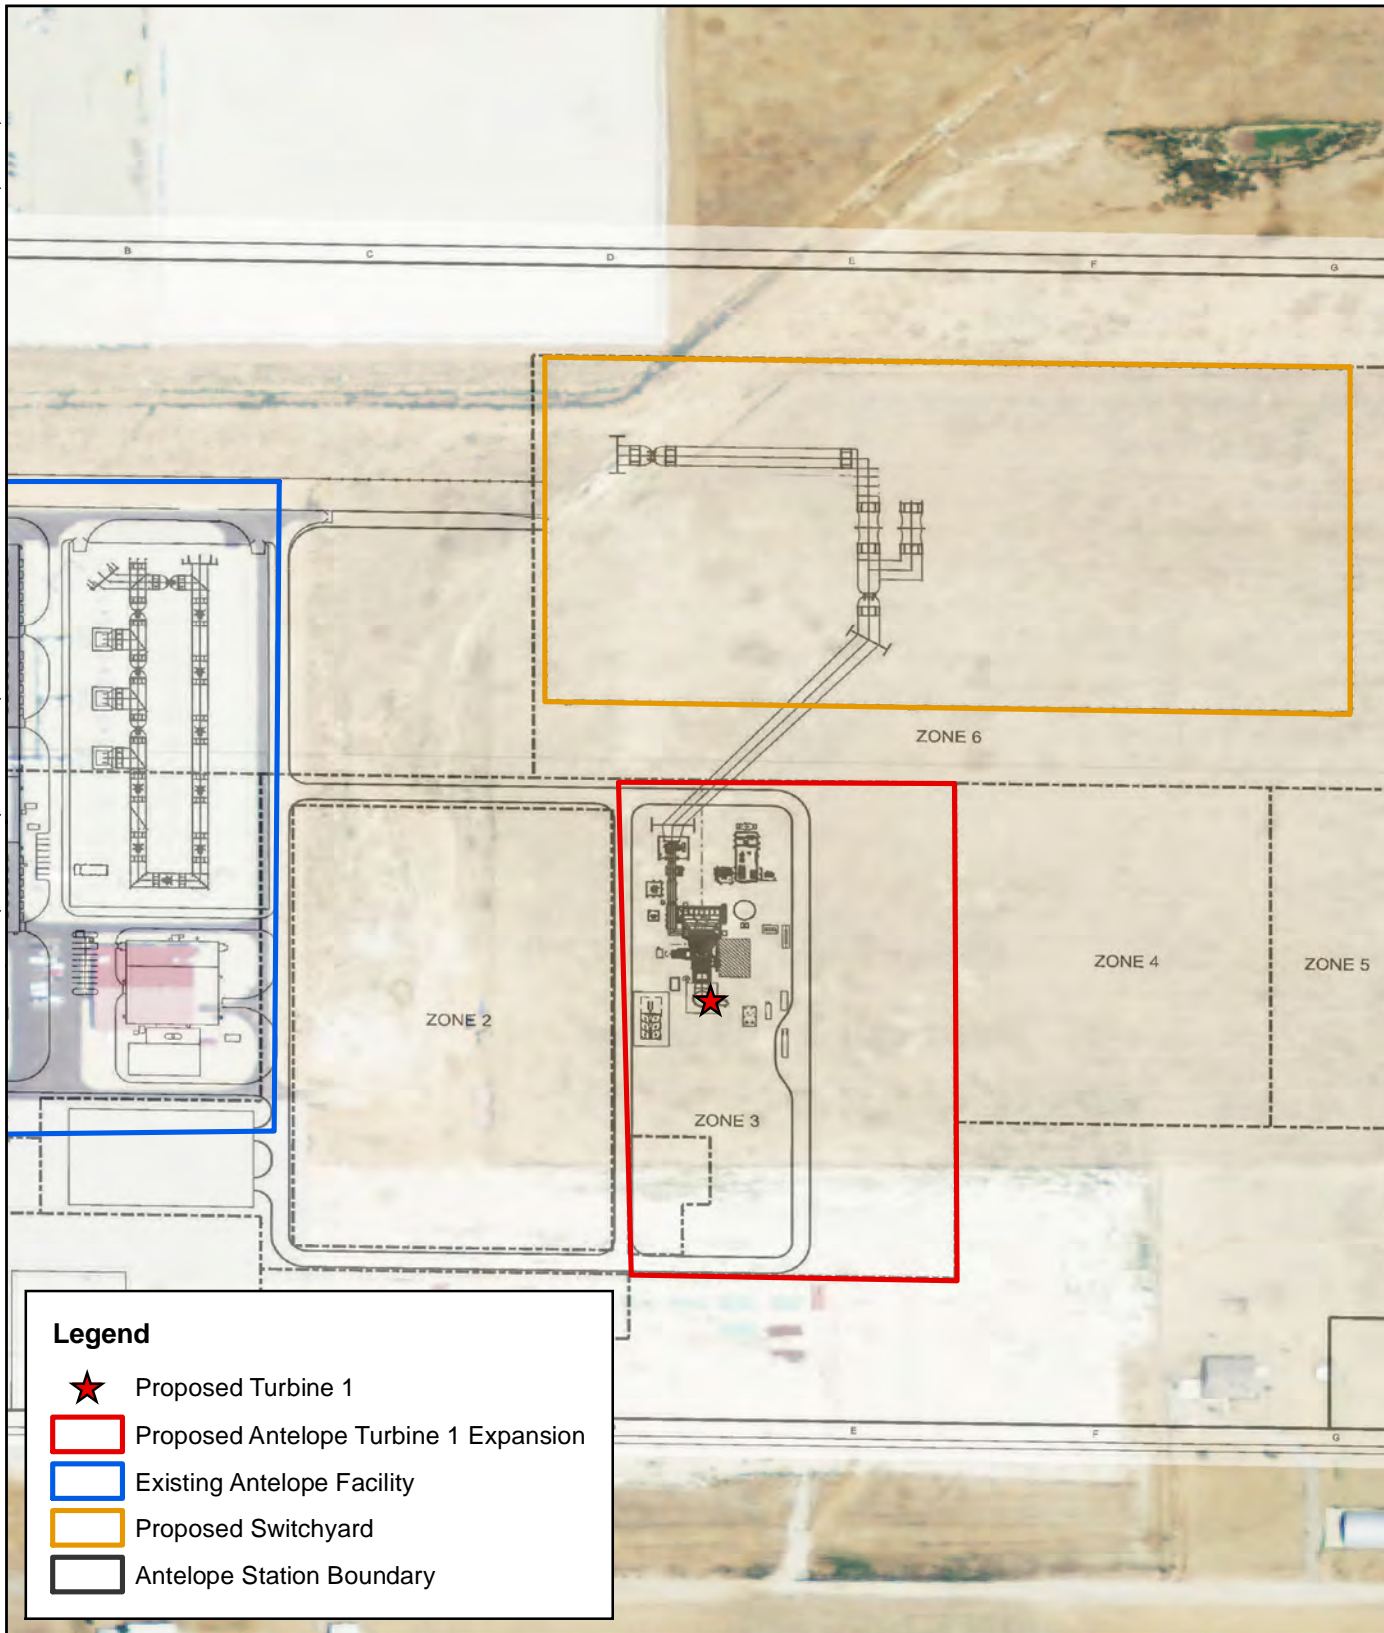 B C D E F G
ZONE 6
ZONE 4
ZONE 5
ZONE 2
ZONE 3
E F G
Legend
Proposed Turbine 1
Proposed Antelope Turbine 1 Expansion
Existing Antelope Facility
Proposed Switchyard
Antelope Station Boundary